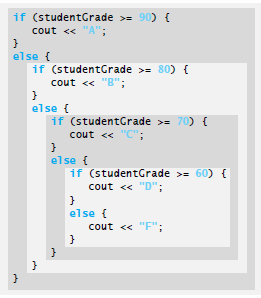 if (studentGrade >= 90) {
   cout << "A";
}
else {
   if (studentGrade >= 80) {
      cout << "B";
   }
   else {
      if (studentGrade >= 70) {
         cout << "C";
      }
      else {
         if (studentGrade >= 60) {
            cout << "D";
         }
         else {
            cout << "F";
         }
      }
   }
}